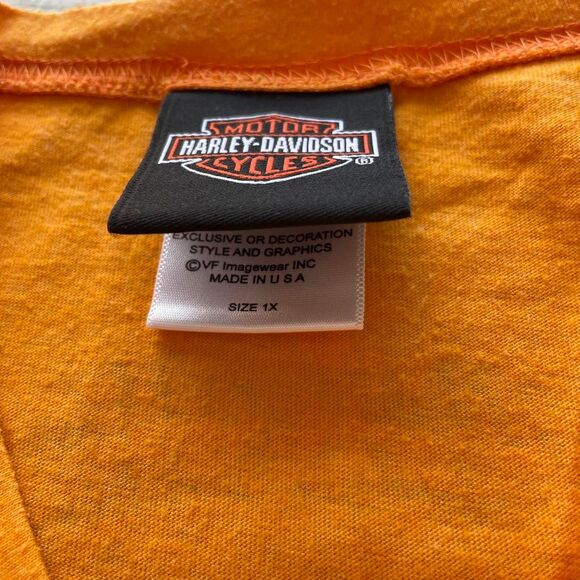 MOTOR
HARLEY-DAVIDSON
CYCLES
®
EXCLUSIVE OR DECORATION
STYLE AND GRAPHICS
©VF Imagewear INC
MADE IN U S A
SIZE 1X